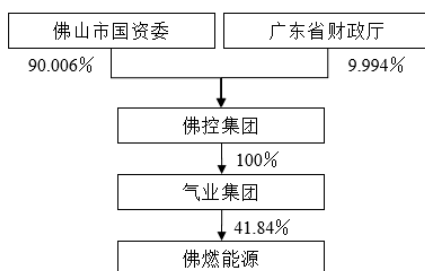 佛山市国资委
广东省财政厅
90.006%
9.994%
佛控集团
100%
气业集团
41.84%
佛燃能源